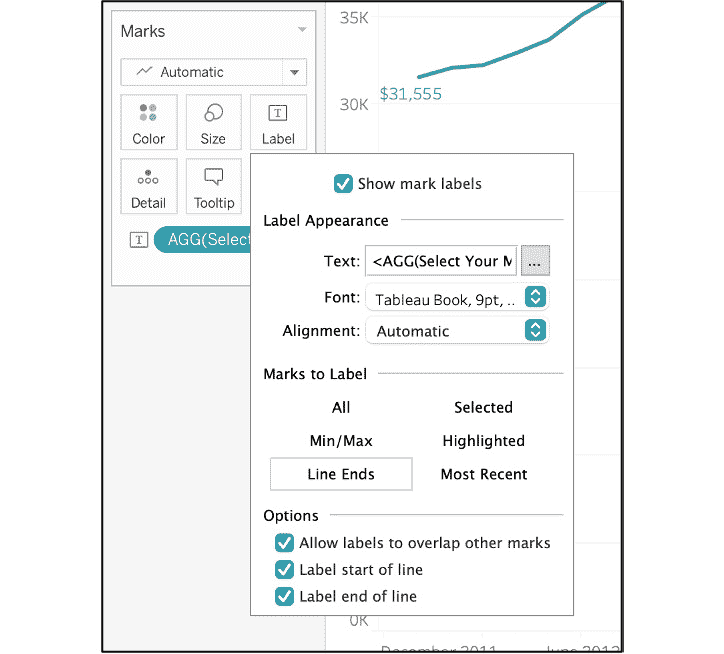 Marks
Automatic
Color
Size
T
Label
Detail
Tooltip
T
AGG(Select
35K
30K
$31,555
Show mark labels
Label Appearance
Text: <AGG(Select Your M ...
Font: Tableau Book, 9pt, ..
Alignment: Automatic
Marks to Label
All Selected
Min/Max Highlighted
Line Ends Most Recent
Options
Allow labels to overlap other marks
Label start of line
Label end of line
0K
December 2011 June 2012